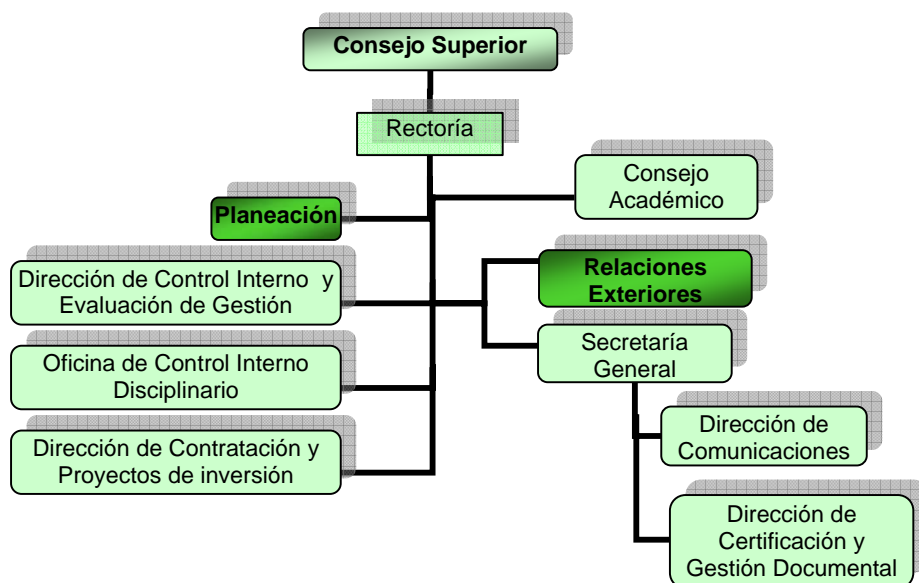 Consejo Superior
Rectoría
Consejo
Académico
Planeación
Dirección de Control Interno y
Evaluación de Gestión
Relaciones
Exteriores
Oficina de Control Interno
Disciplinario
Secretaría
General
Dirección de Contratación y
Proyectos de inversión
Dirección de
Comunicaciones
Dirección de
Certificación y
Gestión Documental